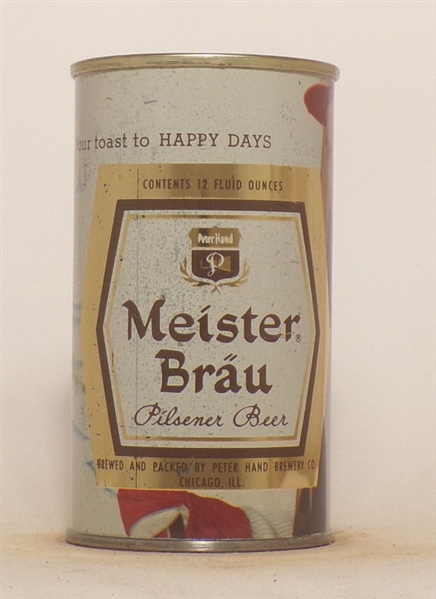 our toast to HAPPY DAYS
CONTENTS 12 FLUID OUNCES
Peter Hand
P
Meister®
Bräu
Pilsener Beer
BREWED AND PACKED BY PETER HAND BREWERY CO.
CHICAGO, ILL.